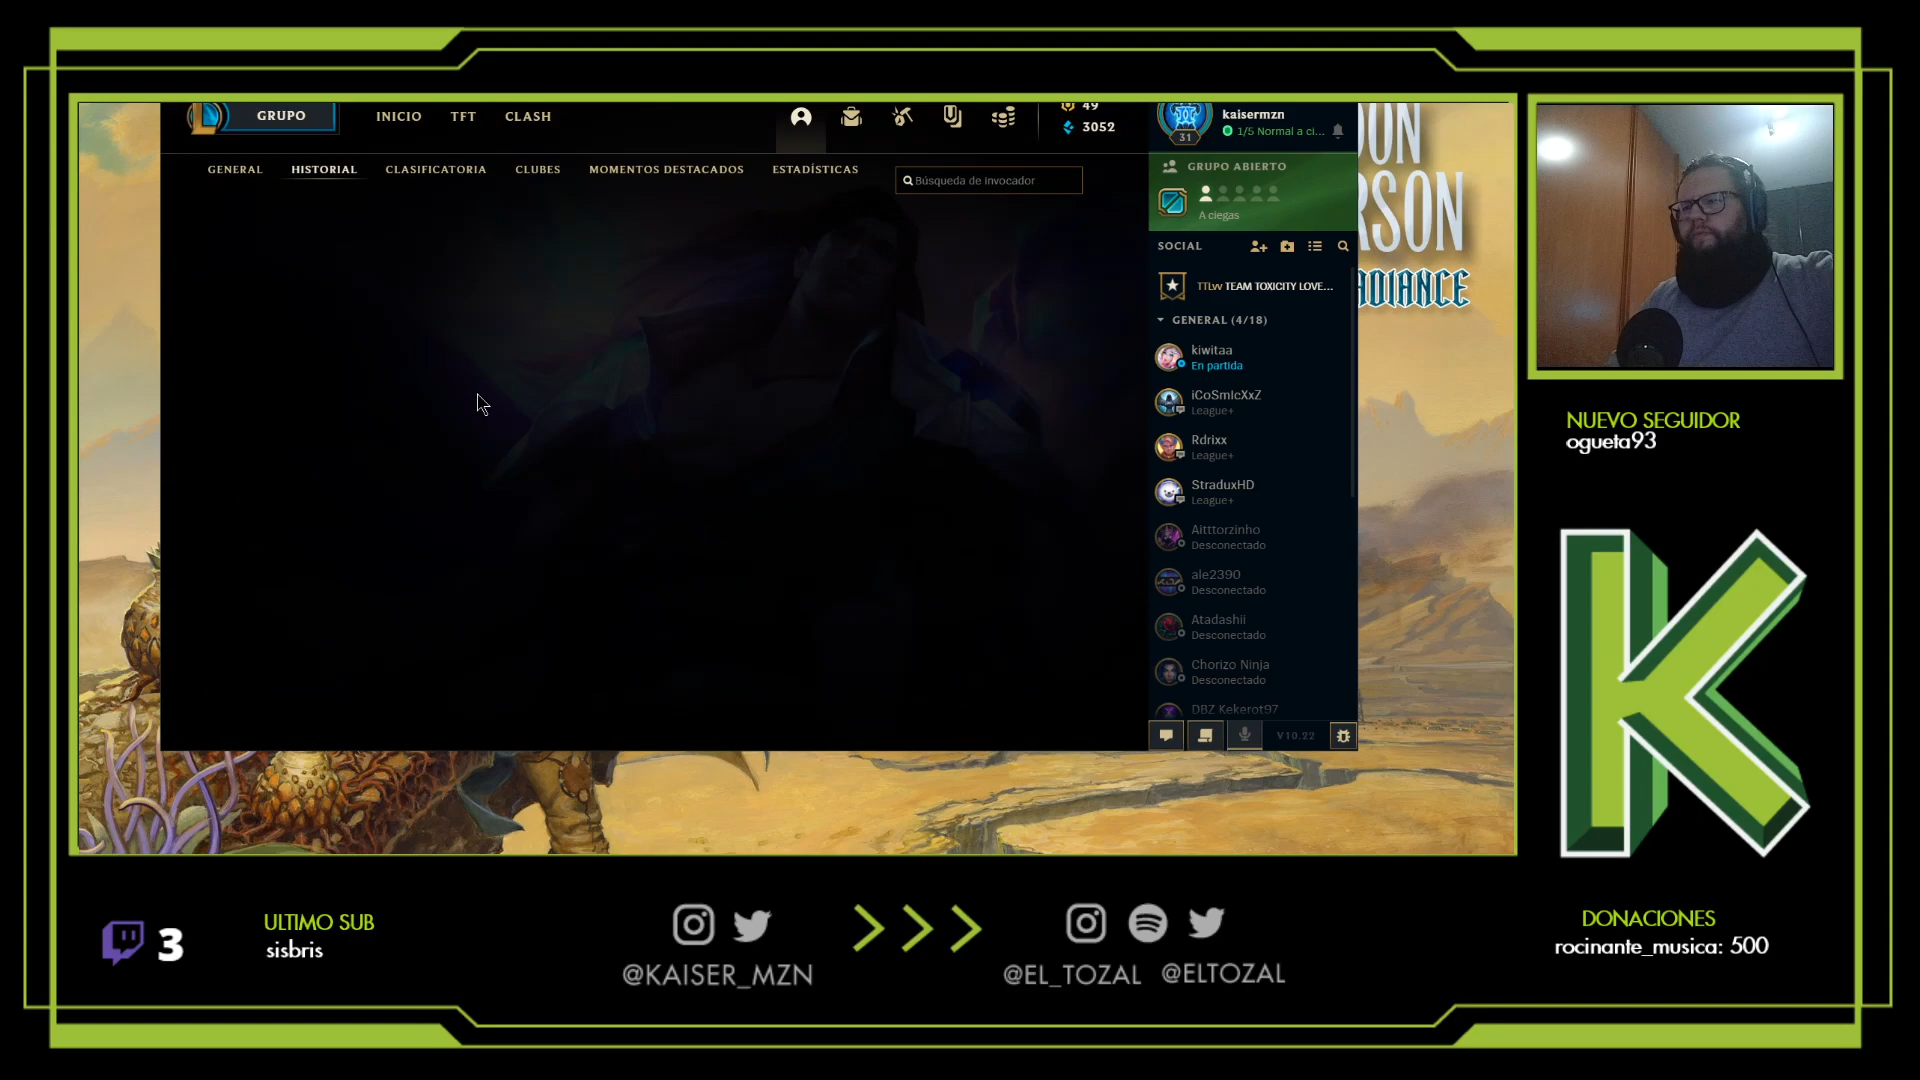 GRUPO
INICIO TFT CLASH
49
3052
31
kaisermzn
1/5 Normal a ci...
GENERAL HISTORIAL CLASIFICATORIA CLUBES MOMENTOS DESTACADOS ESTADÍSTICAS
Búsqueda de Invocador
GRUPO ABIERTO
A ciegas
SOCIAL
TTLw TEAM TOXICITY LOVE...
GENERAL (4/18)
kiwitaa
En partida
iCoSmIcXxZ
League+
Rdrixx
League+
StraduxHD
League+
Aitttorzinho
Desconectado
ale2390
Desconectado
Atadashii
Desconectado
Chorizo Ninja
Desconectado
DBZ Kekerot97
V10.22
RSON
ADIANCE
NUEVO SEGUIDOR
ogueta93
K
3
ULTIMO SUB
sisbris
@KAISER_MZN
@EL_TOZAL @ELTOZAL
DONACIONES
rocinante_musica: 500